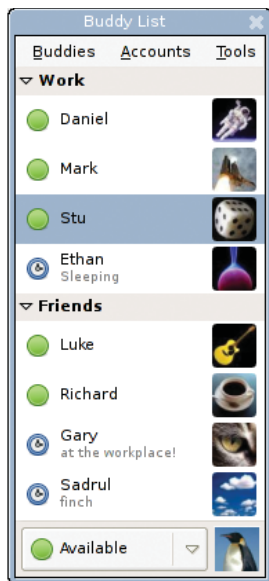 Buddy List
Buddies Accounts Tools
Work
Daniel
Mark
Stu
Ethan
Sleeping
Friends
Luke
Richard
Gary
at the workplace!
Sadrul
finch
Available